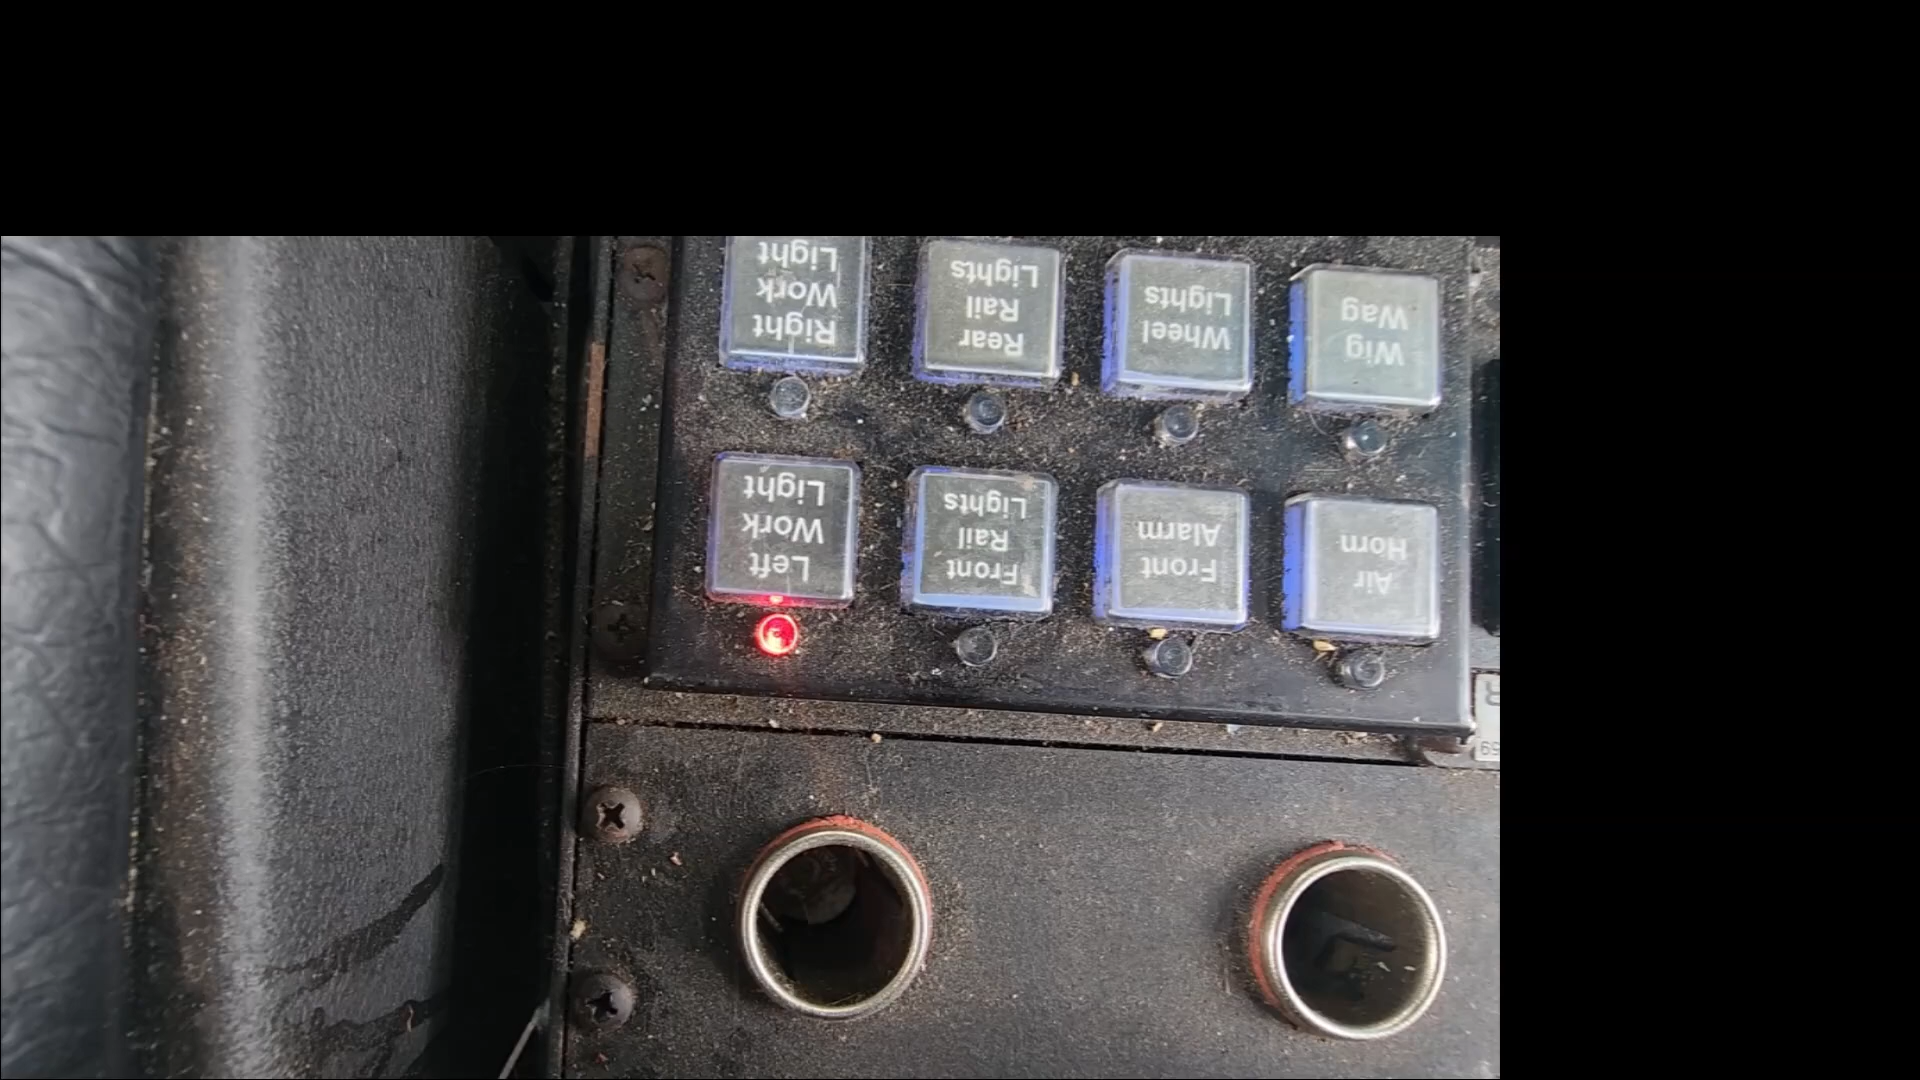 Air
Horn
Front
Alarm
Front
Rail
Lights
Left
Work
Light
Wig
Wag
Wheel
Lights
Rear
Rail
Lights
Right
Work
Light